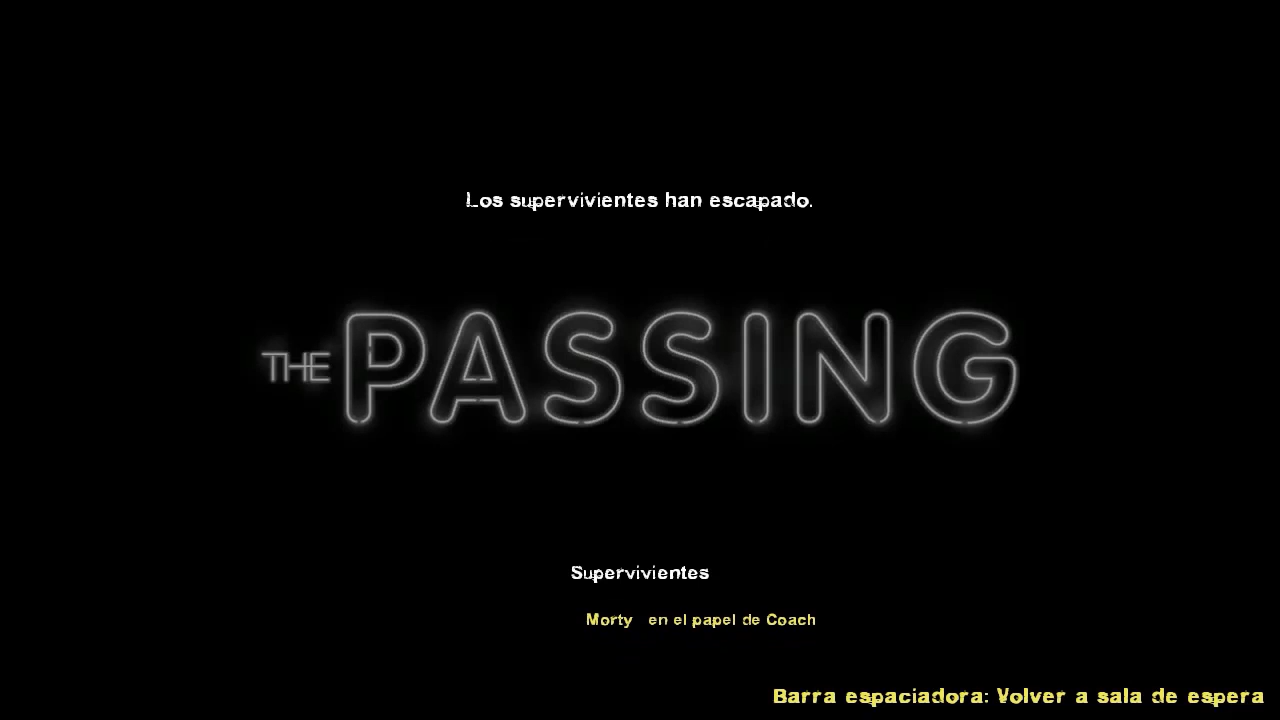 Los supervivientes han escapado.
THE PASSING
Supervivientes
Morty en el papel de Coach
Barra espaciadora: Volver a sala de espera